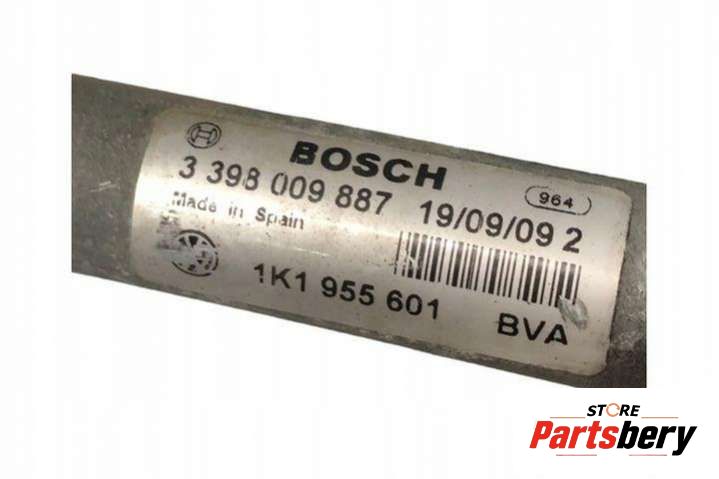 BOSCH
964
3 398 009 887 19/09/09 2
Made in Spain
1K1 955 601
BVA
STORE
Partsbery